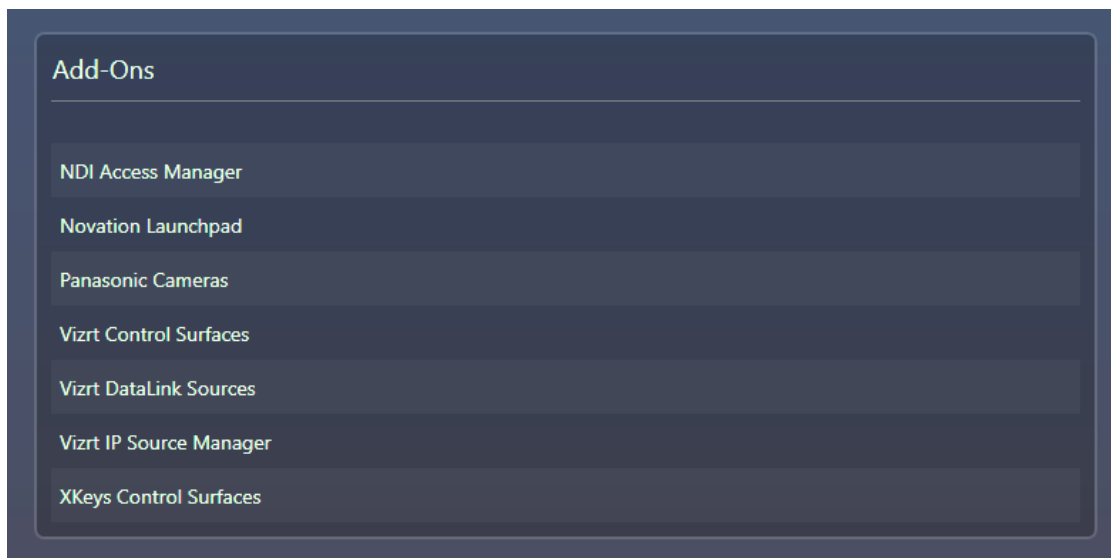 Add-Ons
NDI Access Manager
Novation Launchpad
Panasonic Cameras
Vizrt Control Surfaces
Vizrt DataLink Sources
Vizrt IP Source Manager
XKeys Control Surfaces